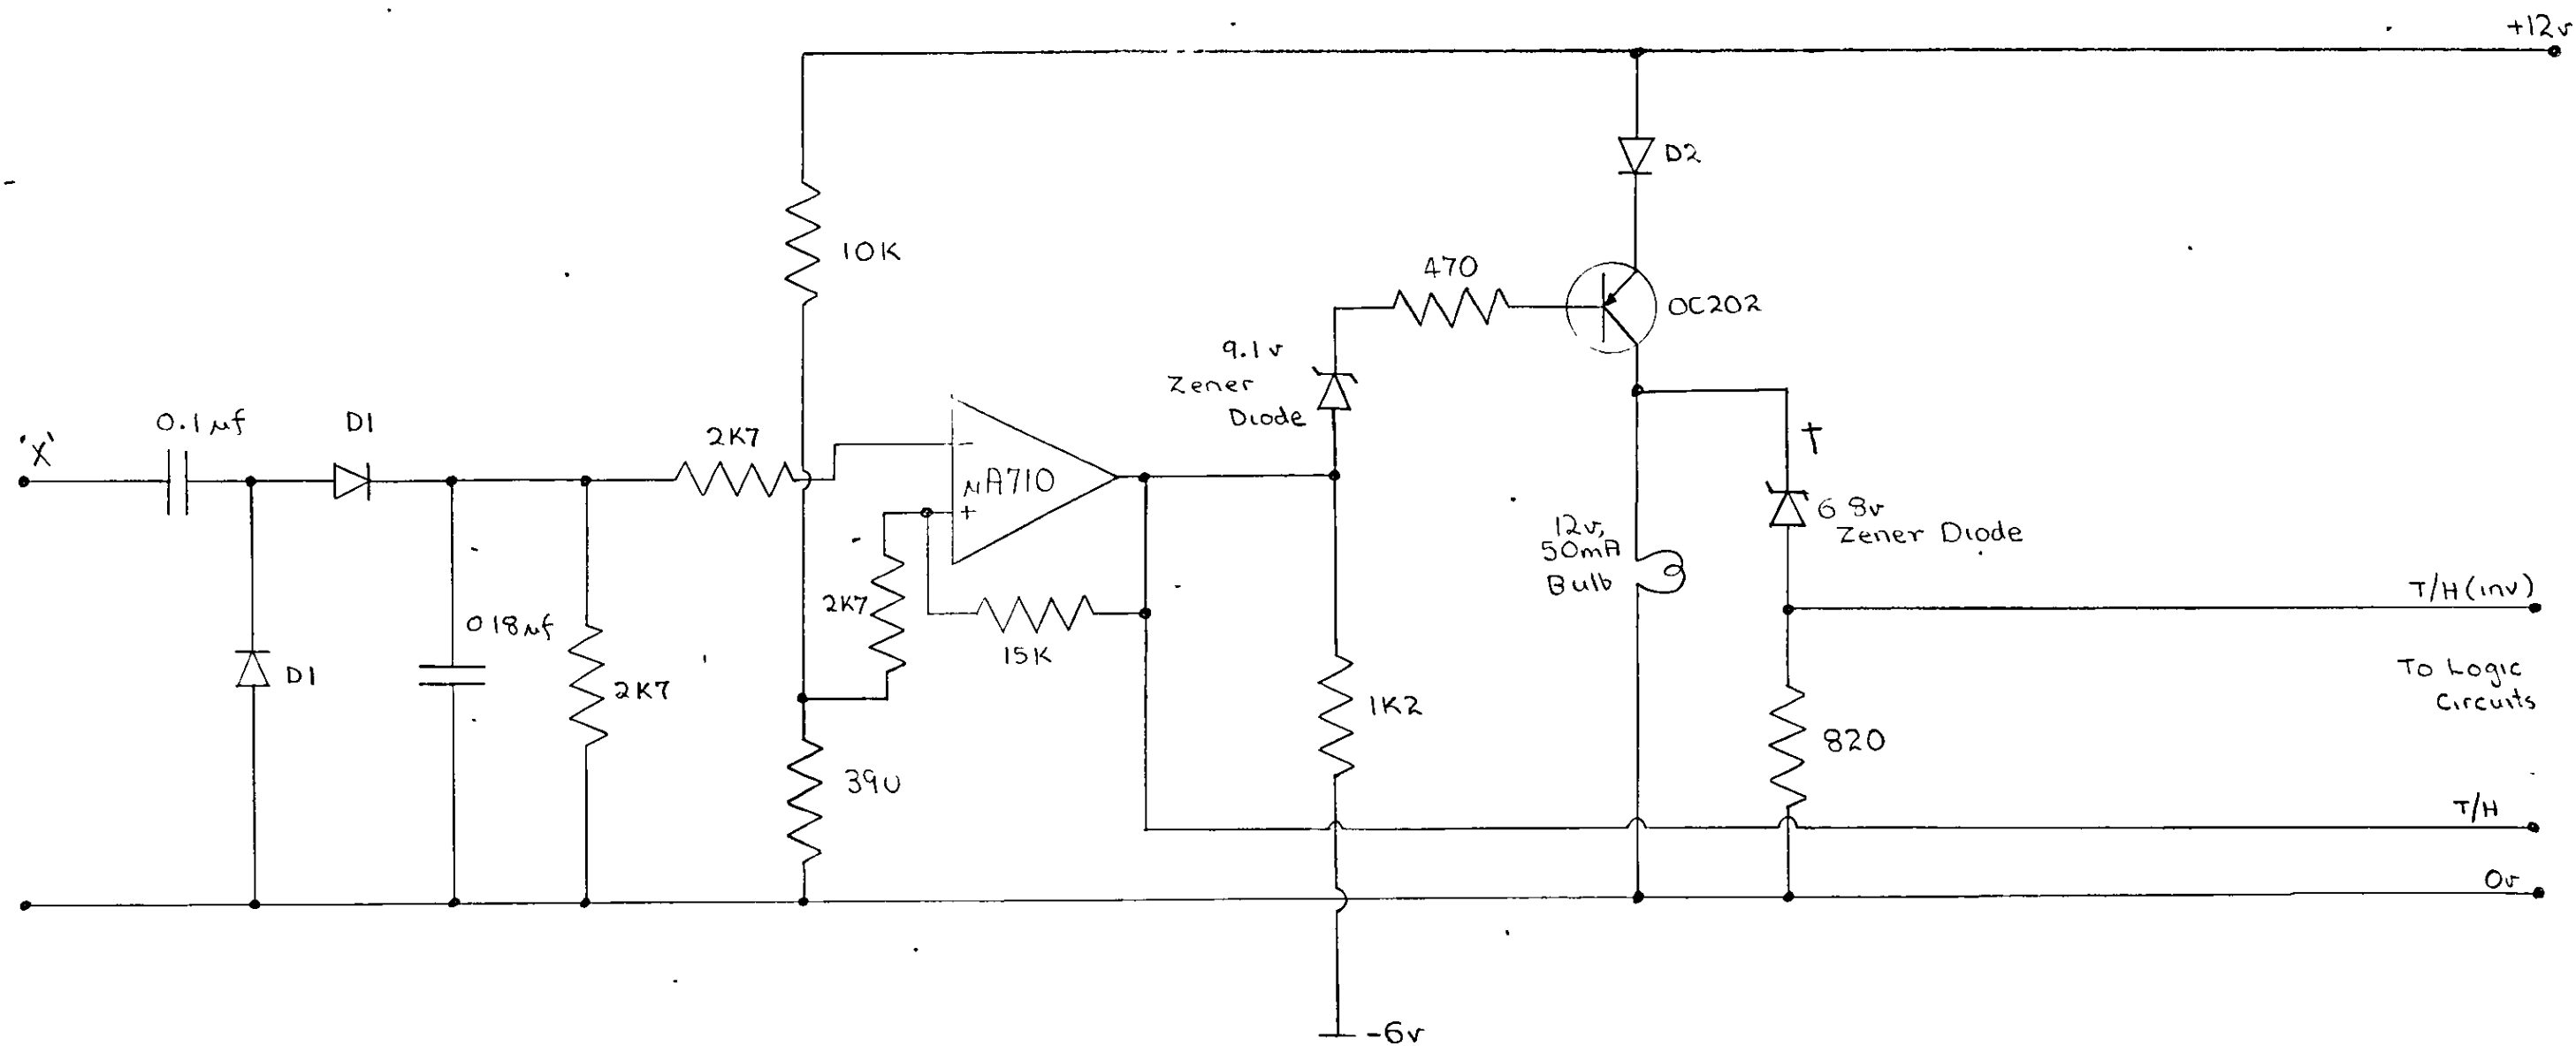 +12v
D2
10K
470
OC202
9.1v
Zener
Diode
'X'
0.1μf
D1
2K7
−
μA710
+
†
6 8v
Zener Diode
12v,
50mA
Bulb
2K7
15K
T/H (inv)
018μf
D1
2K7
1K2
To Logic
Circuits
820
390
T/H
0v
-6v